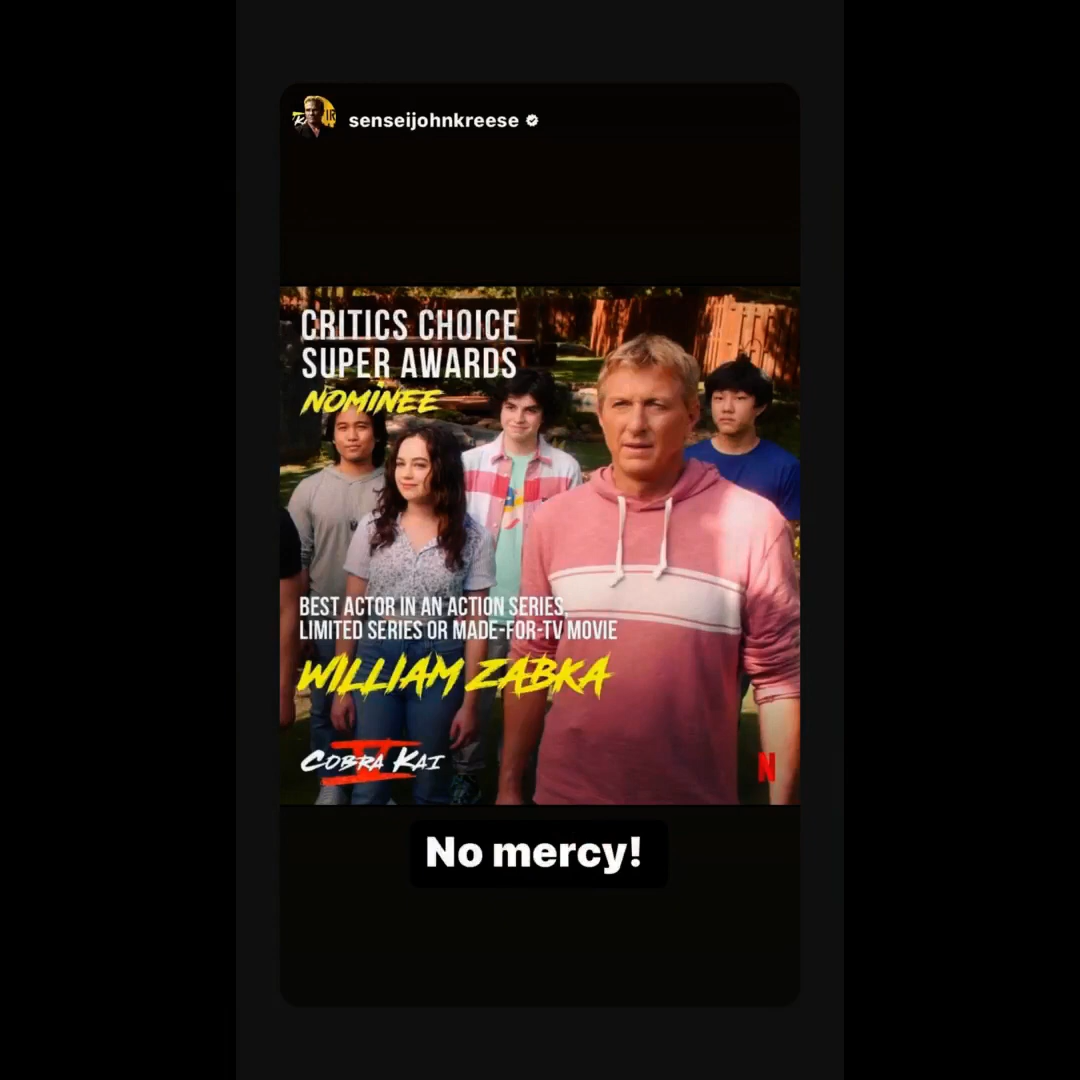 senseijohnkreese
CRITICS CHOICE
SUPER AWARDS
NOMINEE
BEST ACTOR IN AN ACTION SERIES,
LIMITED SERIES OR MADE-FOR-TV MOVIE
WILLIAM ZABKA
V
COBRA KAI
N
No mercy!